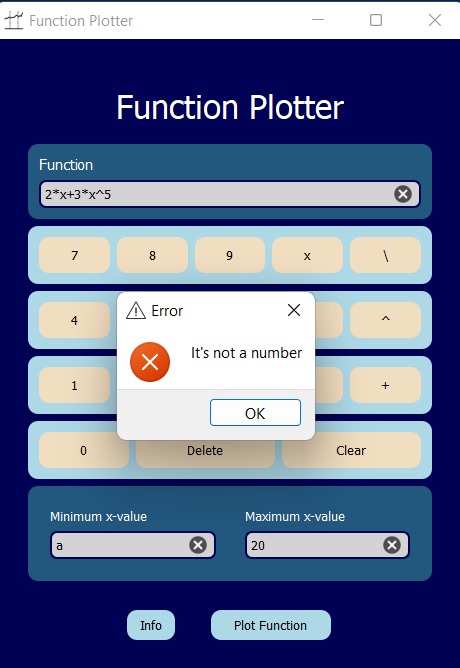 Function Plotter
Function Plotter
Function
2*x+3*x^5
7 8 9 x \
4 ^
Error
It's not a number
1 +
OK
0 Delete Clear
Minimum x-value Maximum x-value
a 20
Info Plot Function